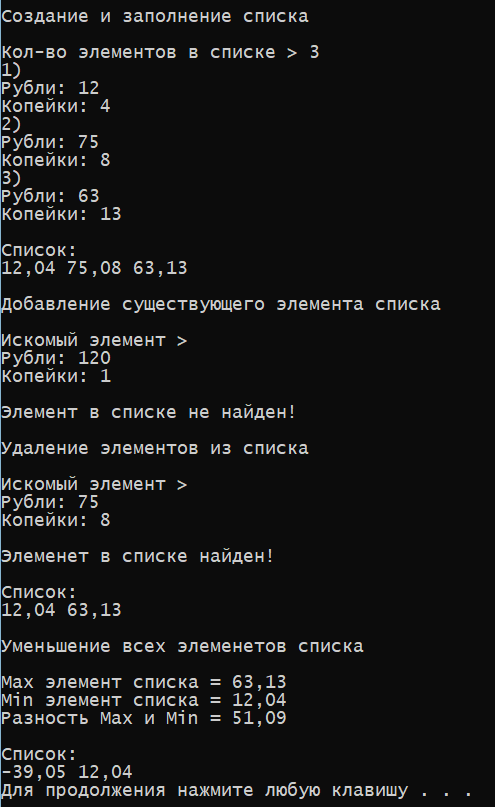 Создание и заполнение списка
Кол-во элементов в списке > 3
1)
Рубли: 12
Копейки: 4
2)
Рубли: 75
Копейки: 8
3)
Рубли: 63
Копейки: 13
Список:
12,04 75,08 63,13
Добавление существующего элемента списка
Искомый элемент >
Рубли: 120
Копейки: 1
Элемент в списке не найден!
Удаление элементов из списка
Искомый элемент >
Рубли: 75
Копейки: 8
Элеменет в списке найден!
Список:
12,04 63,13
Уменьшение всех элеменетов списка
Max элемент списка = 63,13
Min элемент списка = 12,04
Разность Max и Min = 51,09
Список:
-39,05 12,04
Для продолжения нажмите любую клавишу . . .